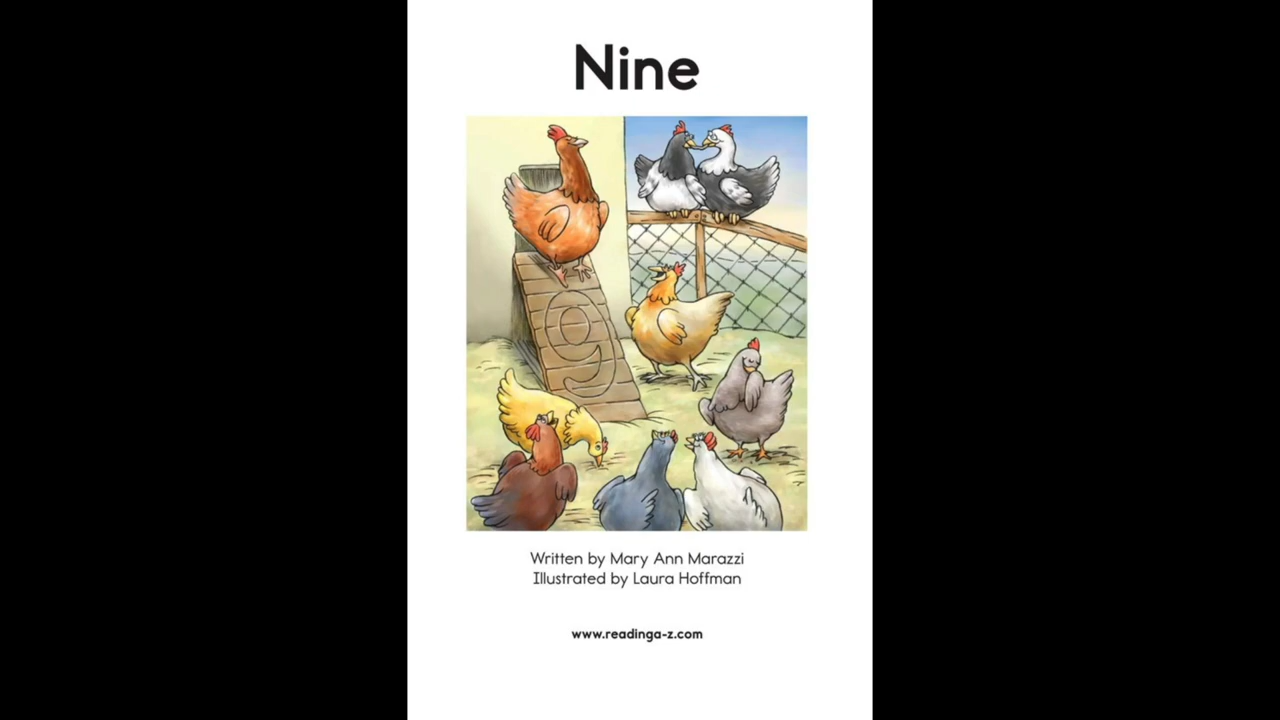 Nine
9
Written by Mary Ann Marazzi
Illustrated by Laura Hoffman
www.readinga-z.com